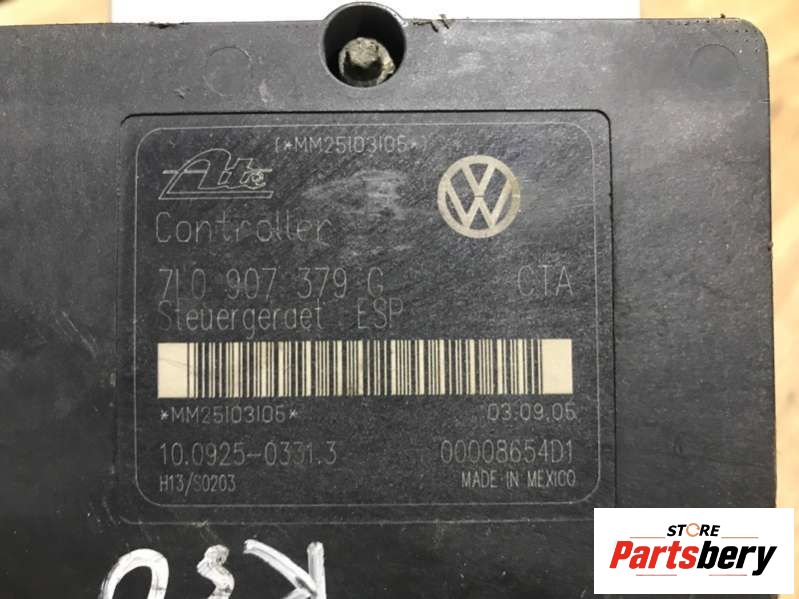 (*MM25103105*)
Ate
Controller
7L0 907 379 G CTA
Steuergeraet ESP
*MM25103105*
03.09.05
10.0925-0331.3 00008654D1
H13/S0203 MADE IN MEXICO
STORE
Partsbery